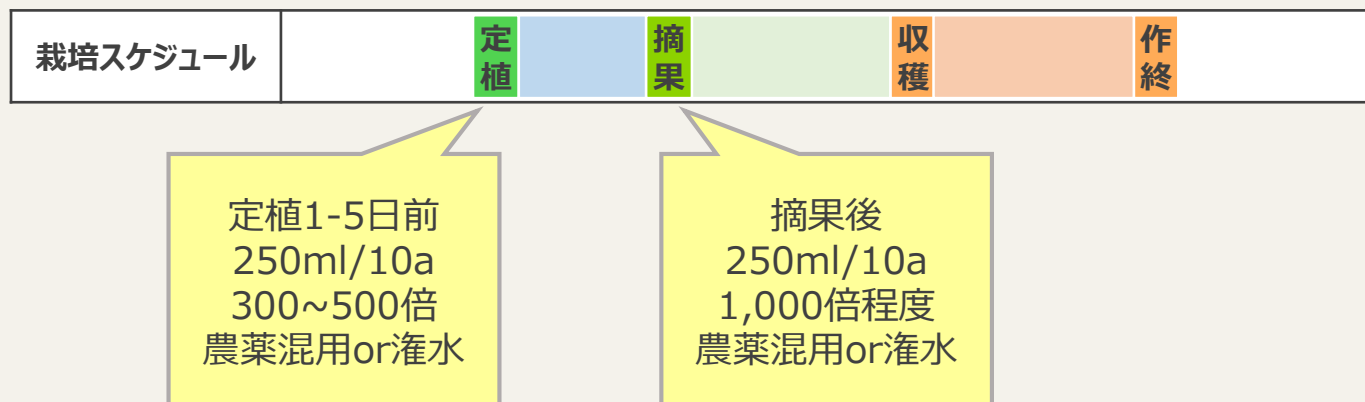 栽培スケジュール
定植
摘果
収穫
作終
定植1-5日前
250ml/10a
300~500倍
農薬混用or潅水
摘果後
250ml/10a
1,000倍程度
農薬混用or潅水